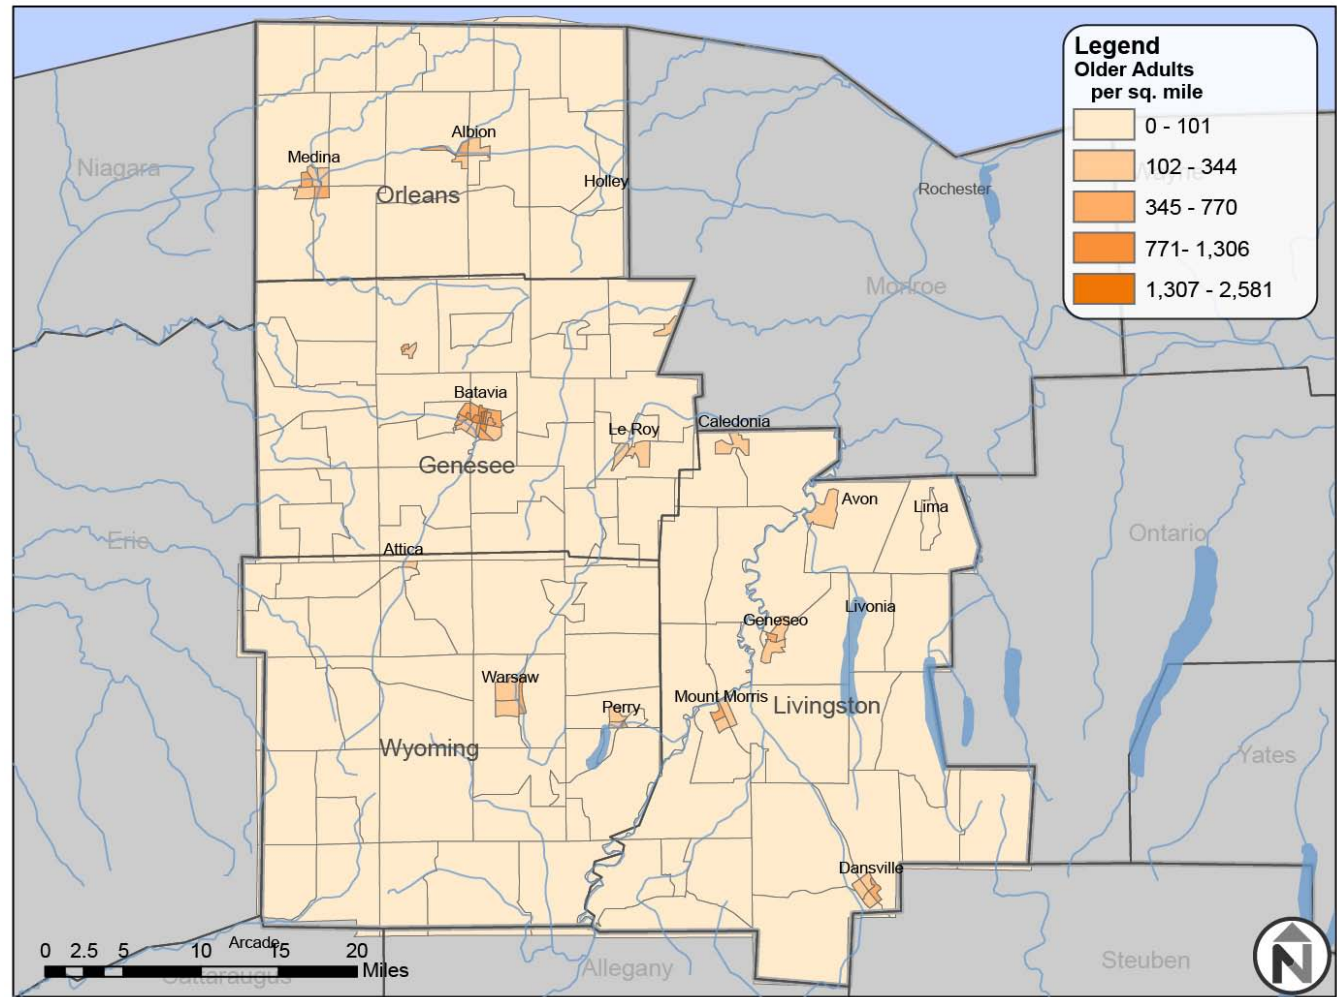 Legend
Older Adults
per sq. mile
0 - 101
102 - 344
345 - 770
771- 1,306
1,307 - 2,581
Albion
Medina
Niagara
Wayne
Holley
Rochester
Orleans
Monroe
Batavia
Le Roy
Caledonia
Genesee
Avon
Lima
Erie
Ontario
Attica
Livonia
Geneseo
Warsaw
Mount Morris
Perry
Livingston
Wyoming
Yates
Dansville
Arcade
0 2.5 5 10 15 20
Miles
Cattaraugus
Allegany
Steuben
N